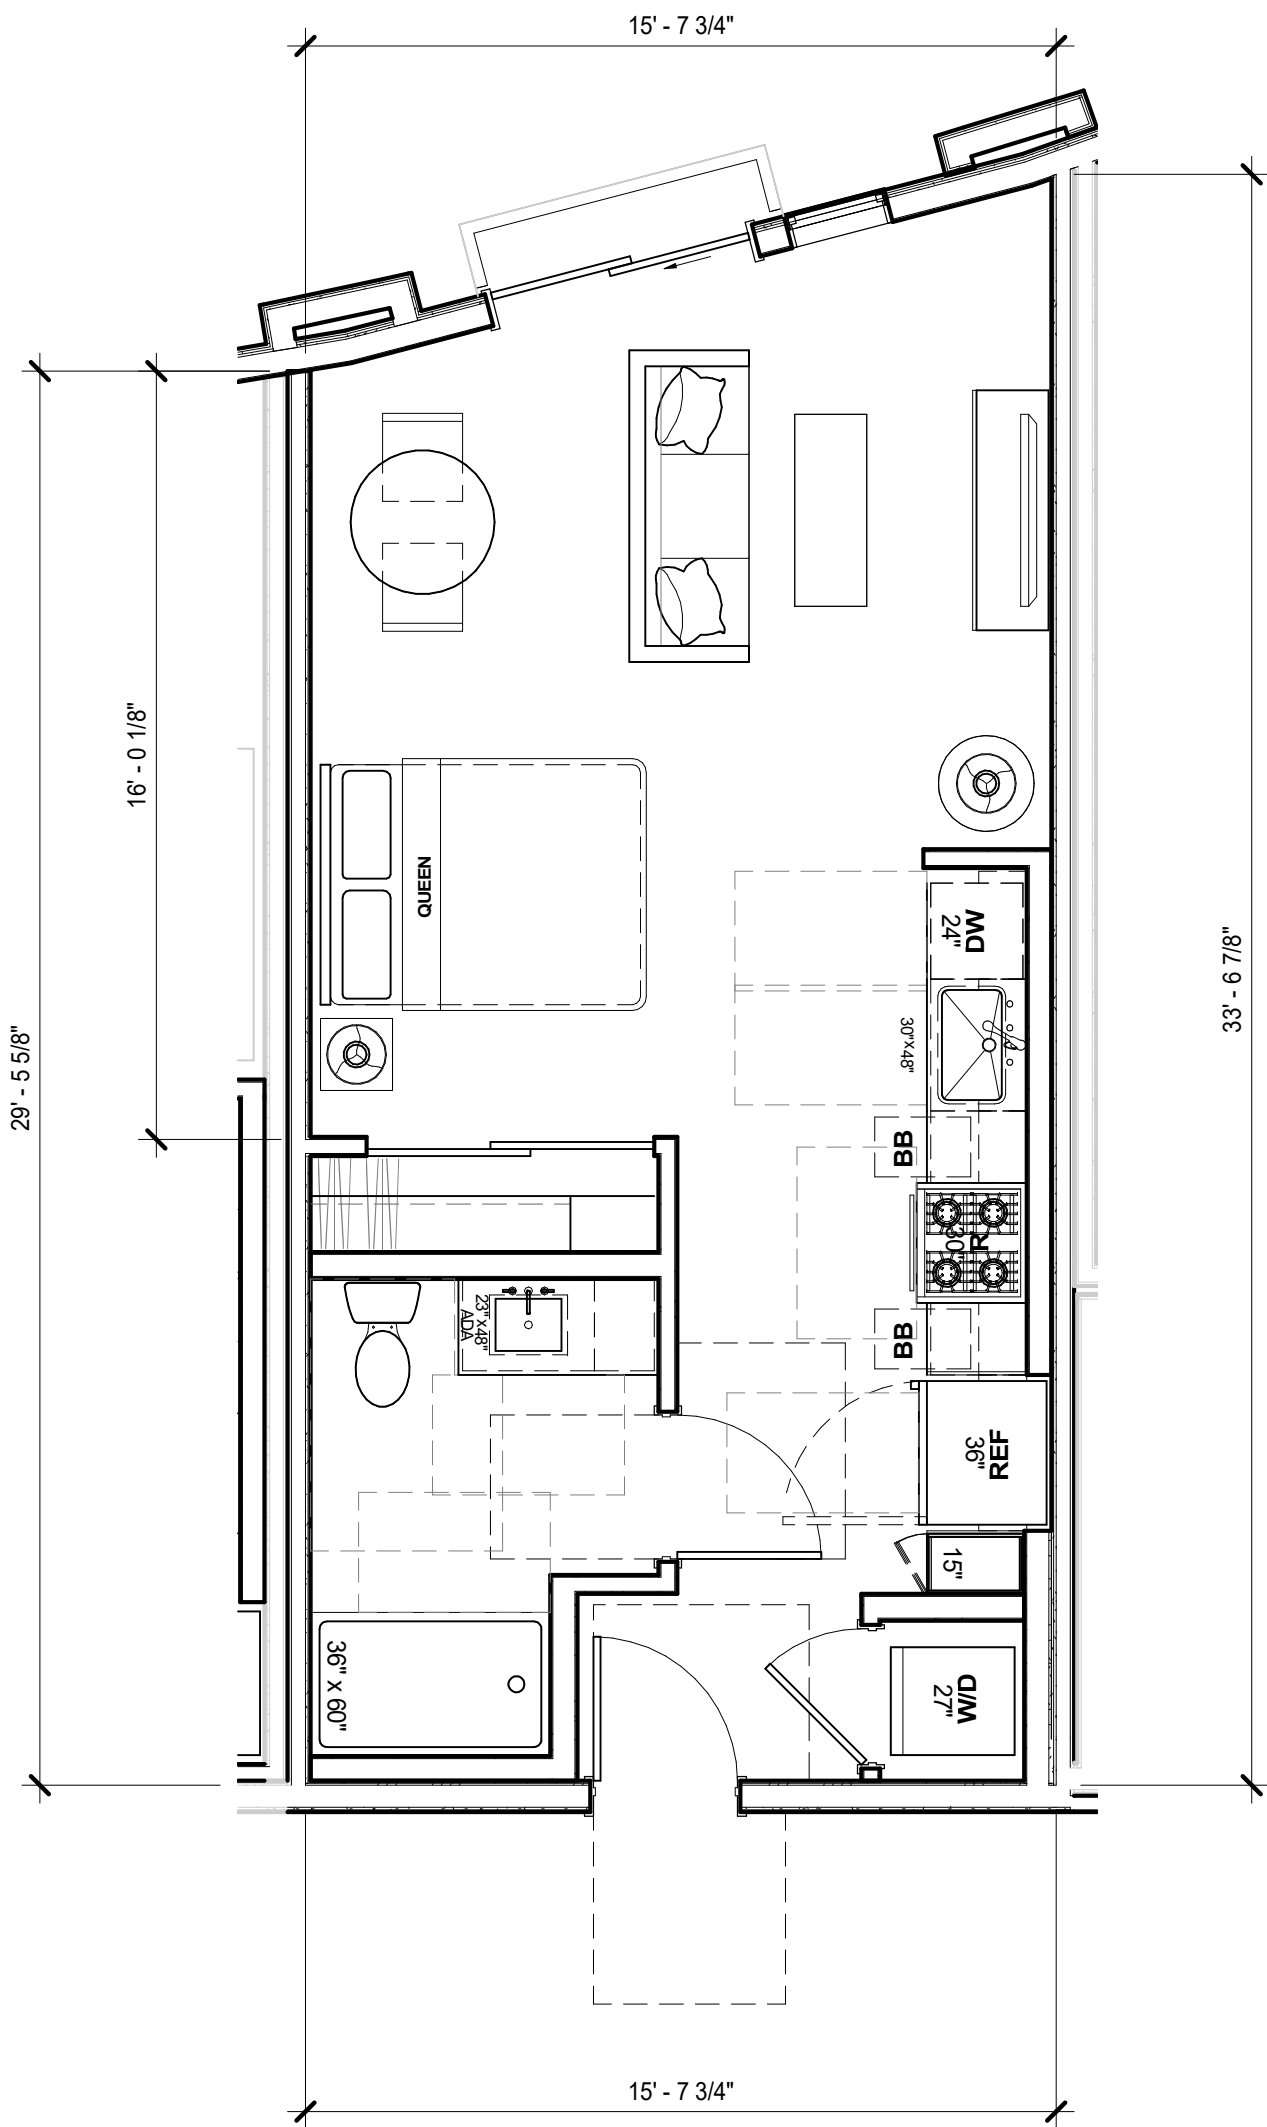 15' - 7 3/4"
16' - 0 1/8"
29' - 5 5/8"
33' - 6 7/8"
QUEEN
DW
24"
30"x48"
BB
R
30"
BB
23" x48"
ADA
REF
36"
15"
36" x 60"
W/D
27"
15' - 7 3/4"